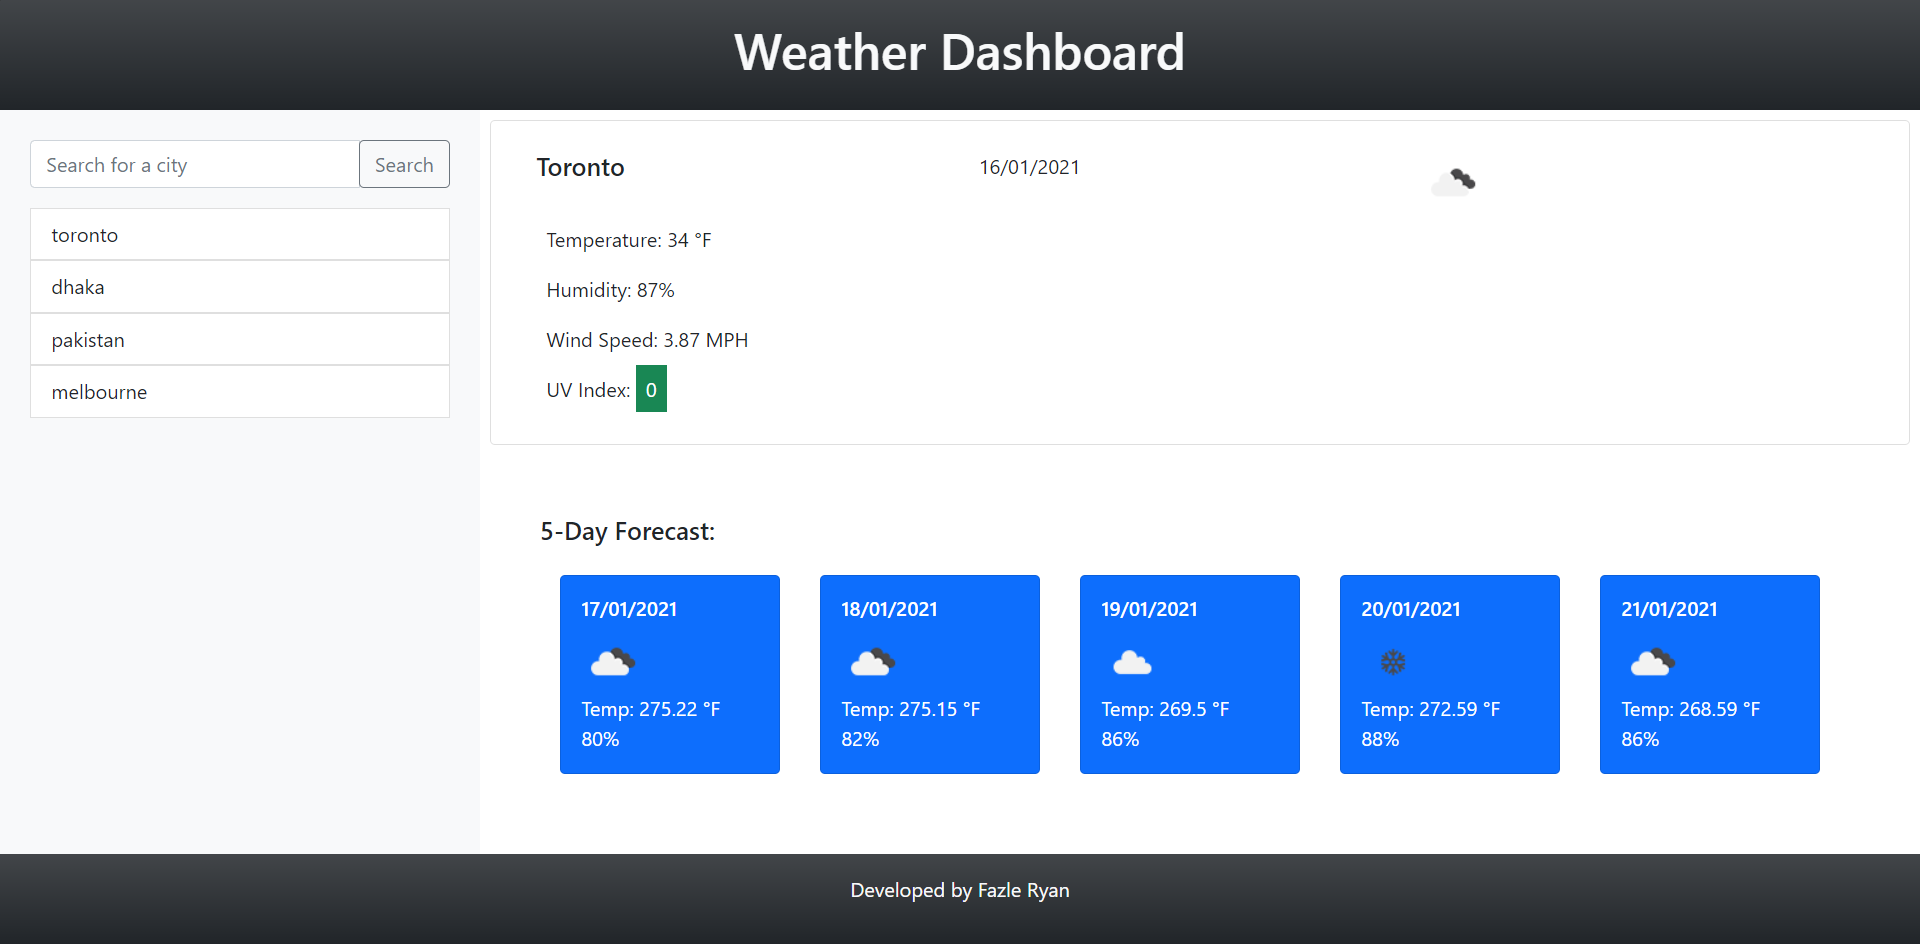 Weather Dashboard
Search for a city
Search
toronto
dhaka
pakistan
melbourne
Toronto
16/01/2021
Temperature: 34 °F
Humidity: 87%
Wind Speed: 3.87 MPH
UV Index: 0
5-Day Forecast:
17/01/2021
Temp: 275.22 °F
80%
18/01/2021
Temp: 275.15 °F
82%
19/01/2021
Temp: 269.5 °F
86%
20/01/2021
Temp: 272.59 °F
88%
21/01/2021
Temp: 268.59 °F
86%
Developed by Fazle Ryan